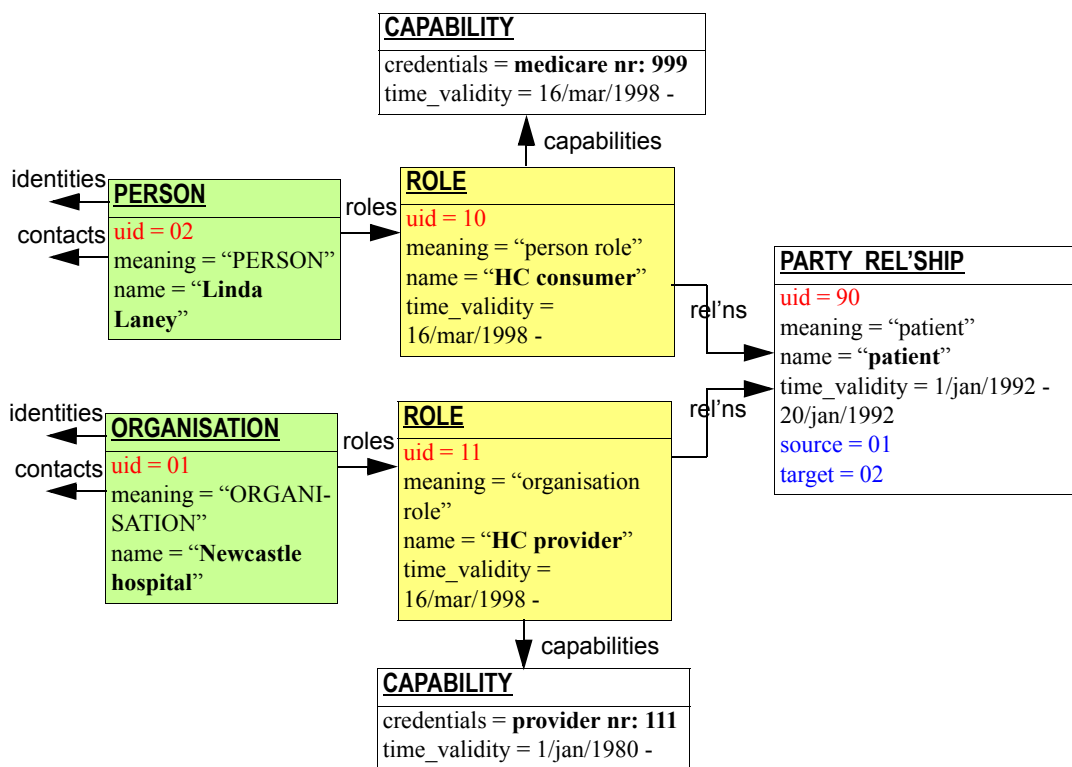 CAPABILITY
credentials = medicare nr: 999
time_validity = 16/mar/1998 -
capabilities
identities
contacts
PERSON
uid = 02
meaning = “PERSON”
name = “Linda
Laney”
roles
ROLE
uid = 10
meaning = “person role”
name = “HC consumer”
time_validity =
16/mar/1998 -
rel’ns
PARTY_REL’SHIP
uid = 90
meaning = “patient”
name = “patient”
time_validity = 1/jan/1992 -
20/jan/1992
source = 01
target = 02
identities
contacts
ORGANISATION
uid = 01
meaning = “ORGANI-
SATION”
name = “Newcastle
hospital”
roles
ROLE
uid = 11
meaning = “organisation
role”
name = “HC provider”
time_validity =
16/mar/1998 -
rel’ns
capabilities
CAPABILITY
credentials = provider nr: 111
time_validity = 1/jan/1980 -